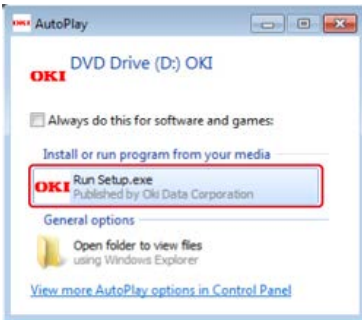 OKI AutoPlay
DVD Drive (D:) OKI
OKI
Always do this for software and games:
Install or run program from your media
OKI Run Setup.exe
Published by Oki Data Corporation
General options
Open folder to view files
using Windows Explorer
View more AutoPlay options in Control Panel